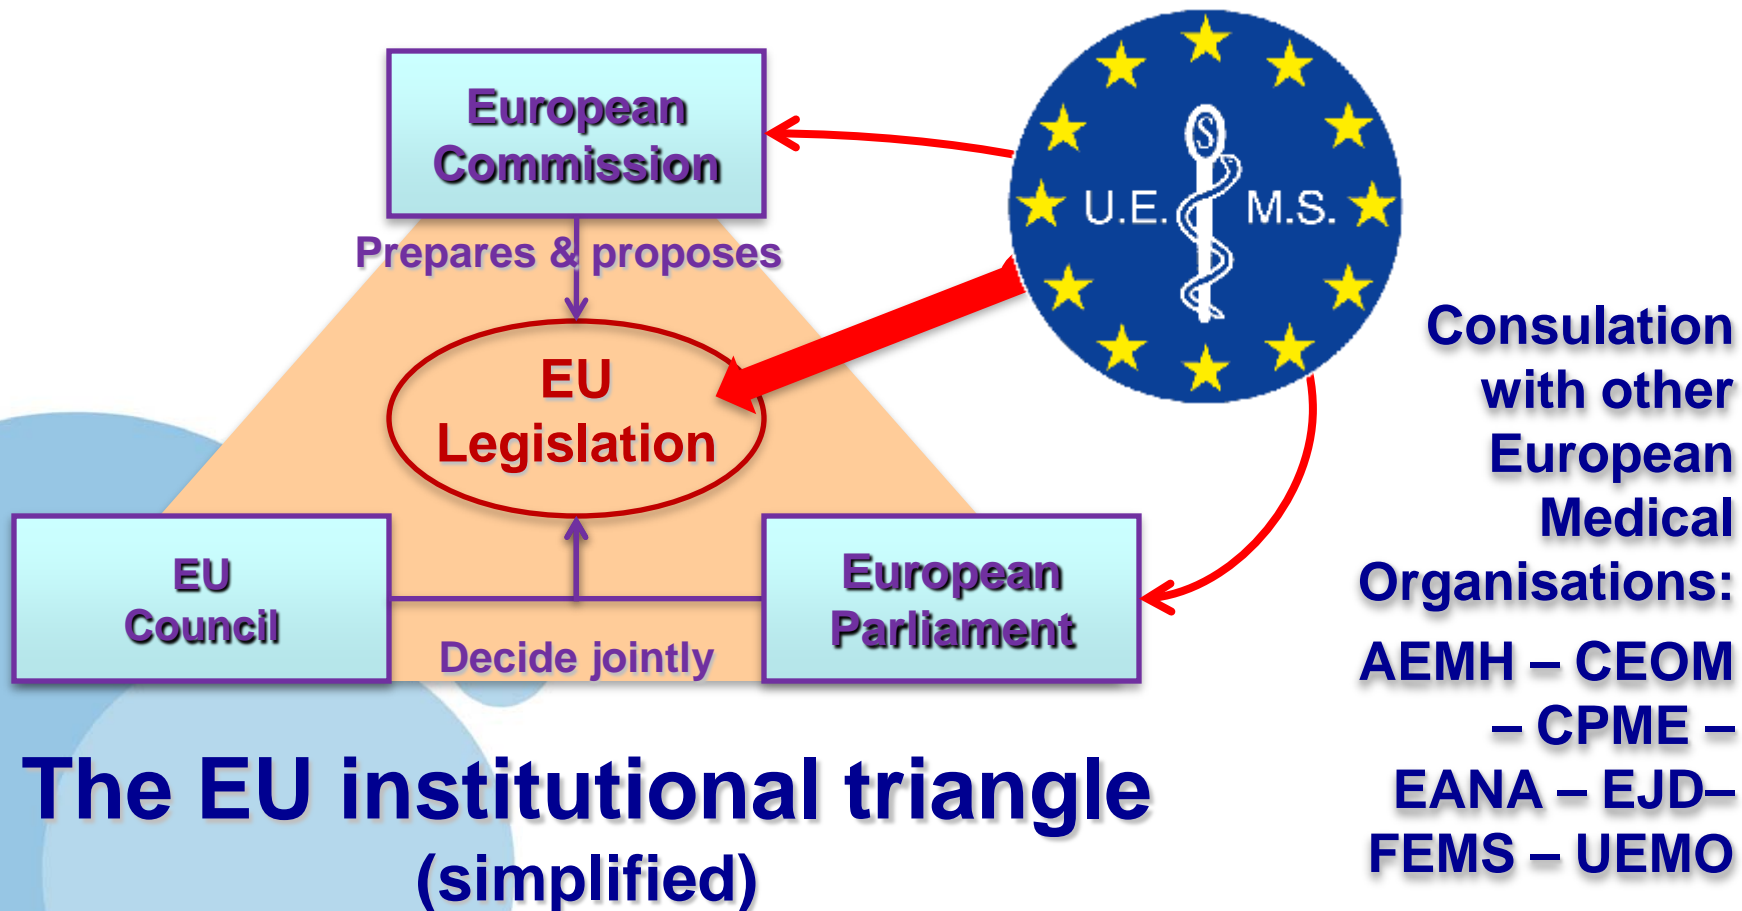 European
Commission
Prepares & proposes
EU
Legislation
EU
Council
European
Parliament
Decide jointly
The EU institutional triangle
(simplified)
S
U.E. M.S.
Consulation
with other
European
Medical
Organisations:
AEMH – CEOM
– CPME –
EANA – EJD–
FEMS – UEMO